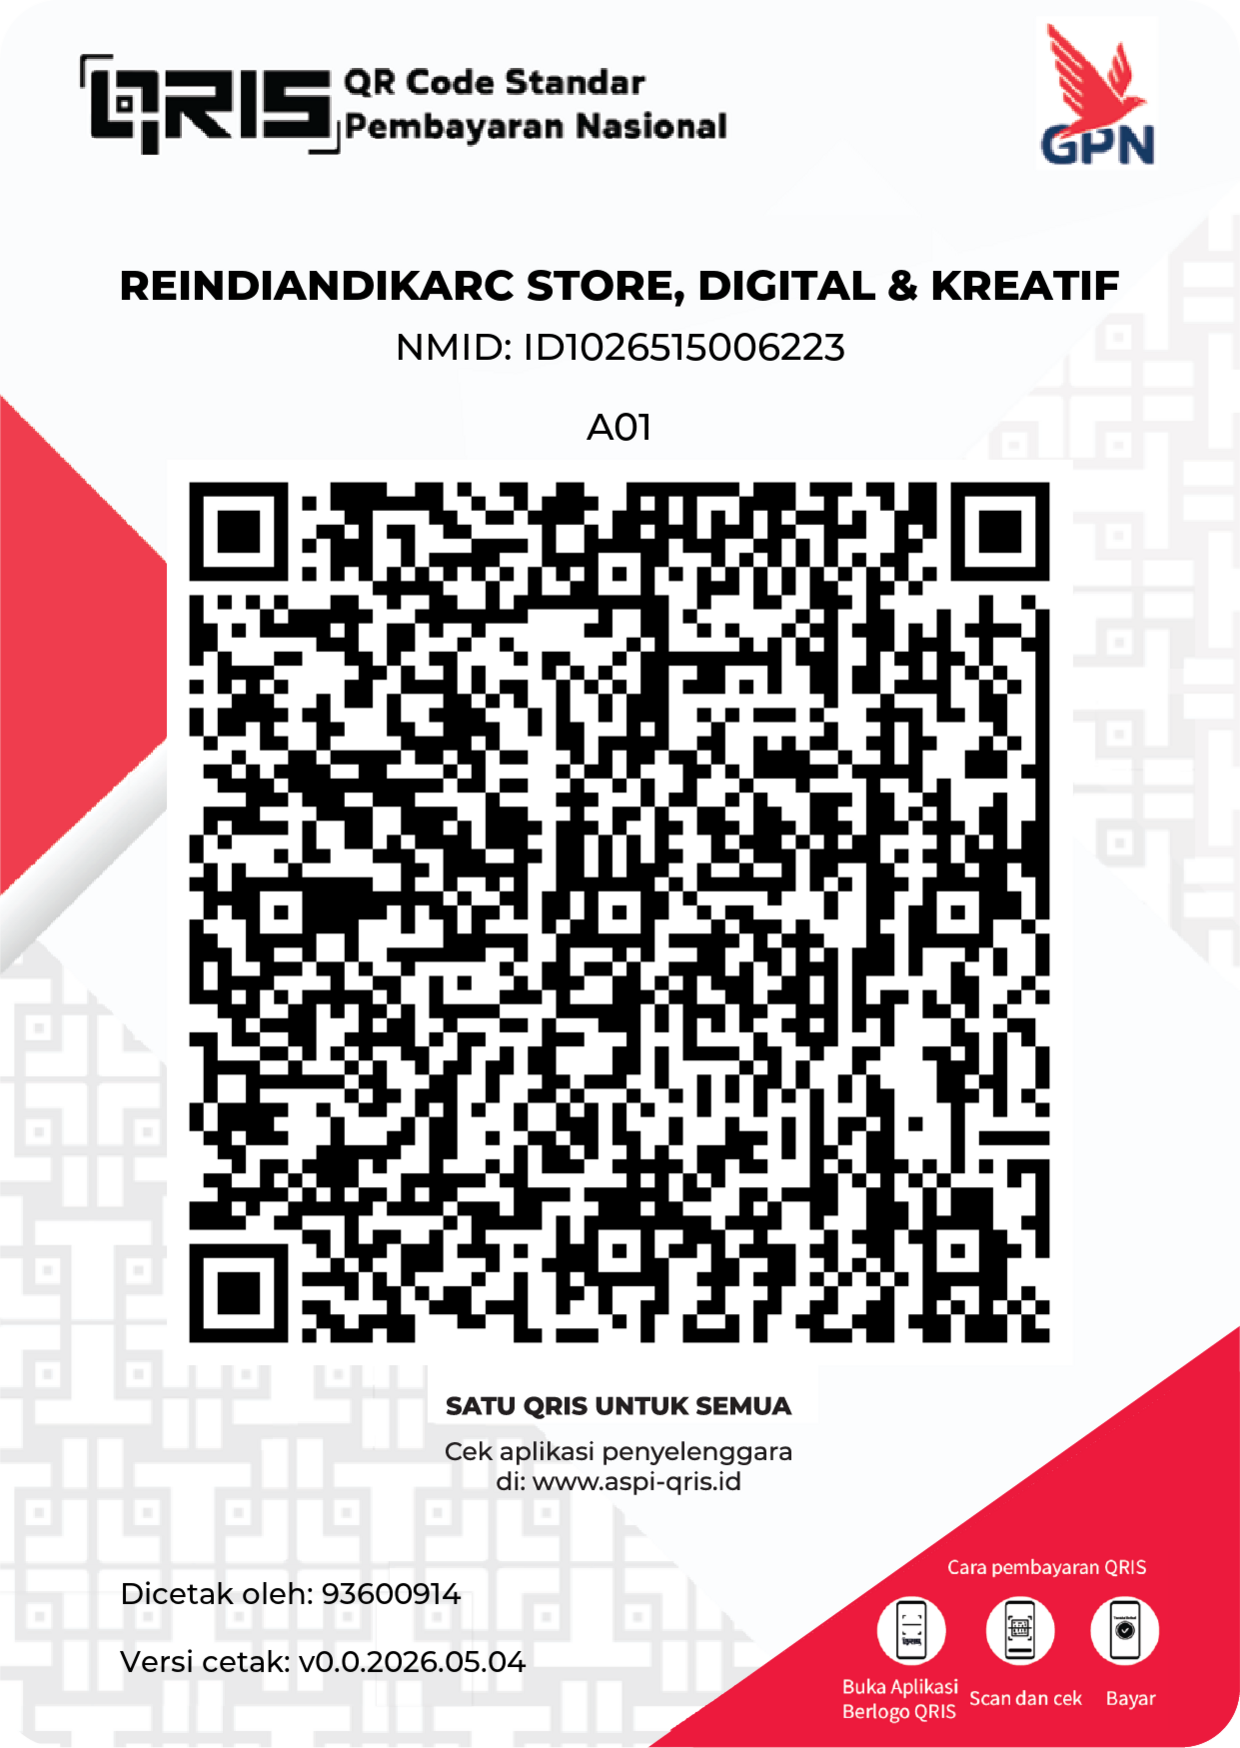 QRIS
QR Code Standar
Pembayaran Nasional
GPN
REINDIANDIKARC STORE, DIGITAL & KREATIF
NMID: ID1026515006223
A01
SATU QRIS UNTUK SEMUA
Cek aplikasi penyelenggara
di: www.aspi-qris.id
Dicetak oleh: 93600914
Versi cetak: v0.0.2026.05.04
Cara pembayaran QRIS
Buka Aplikasi
Berlogo QRIS
Scan dan cek
Bayar